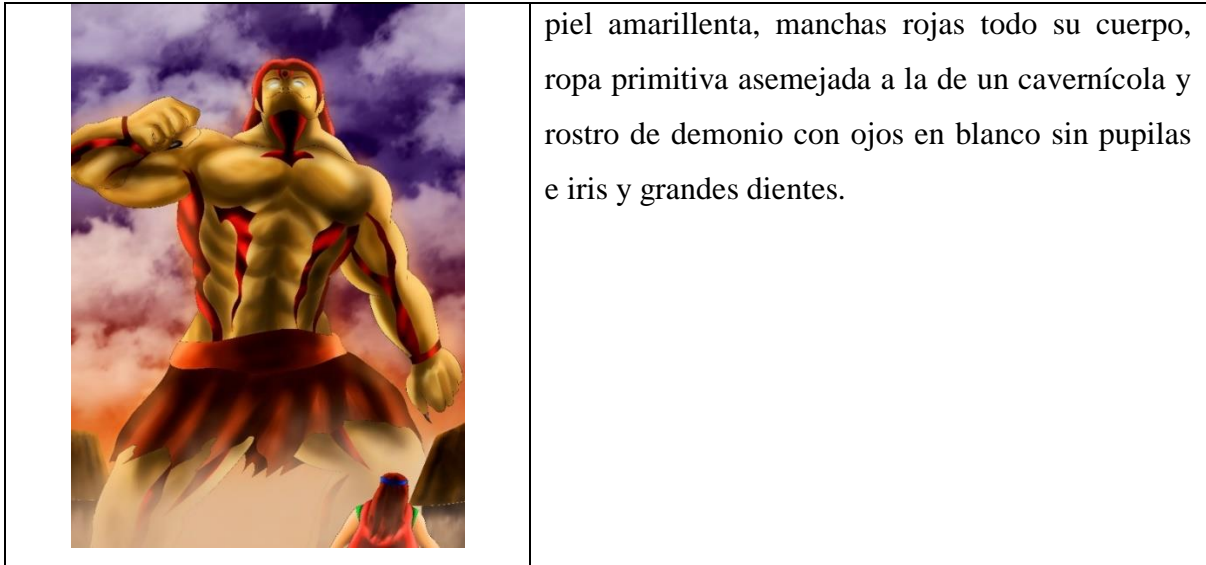 piel amarillenta, manchas rojas todo su cuerpo,
ropa primitiva asemejada a la de un cavernícola y
rostro de demonio con ojos en blanco sin pupilas
e iris y grandes dientes.